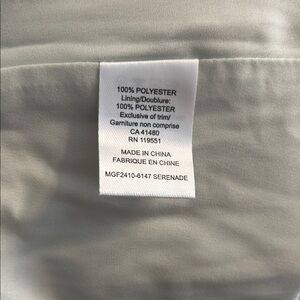 100% POLYESTER
Lining/Doublure:
100% POLYESTER
Exclusive of trim/
Garniture non comprise
CA 41480
RN 119551
MADE IN CHINA
FABRIQUE EN CHINE
MGF2410-6147 SERENADE